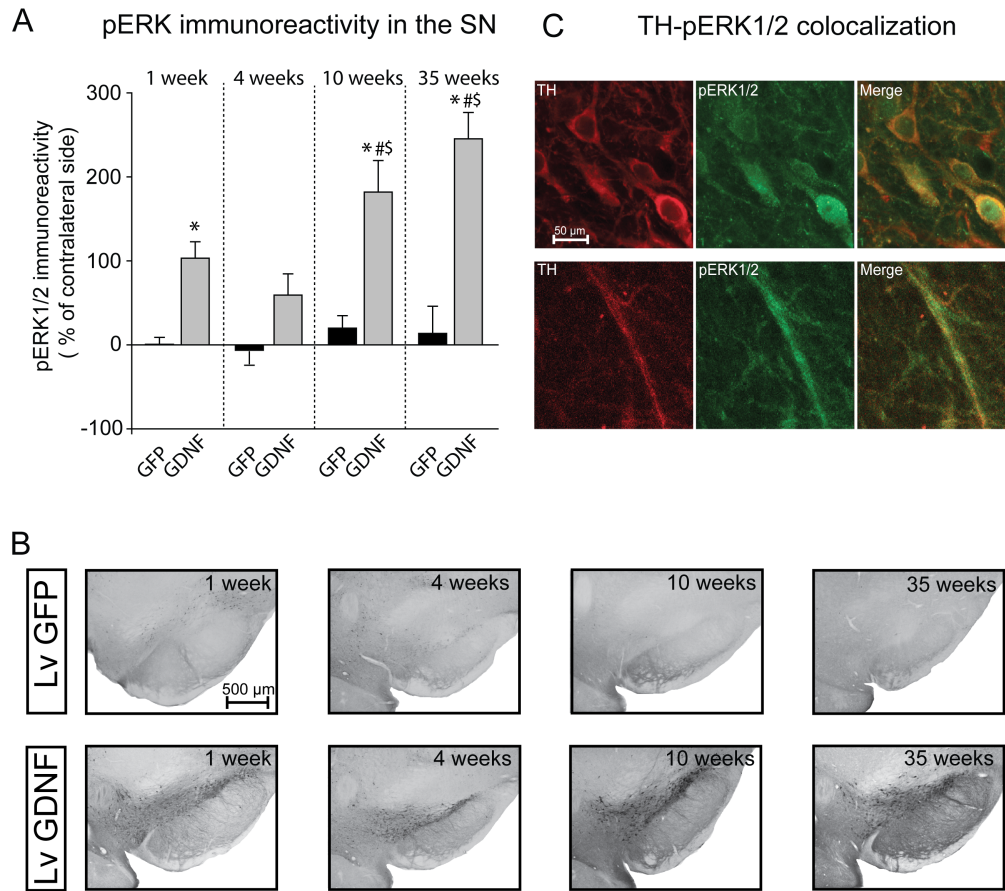 A
pERK immunoreactivity in the SN
1 week
4 weeks
10 weeks
35 weeks
pERK1/2 immunoreactivity
( % of contralateral side)
300
200
100
0
-100
*
*#$
*#$
GFP
GDNF
GFP
GDNF
GFP
GDNF
GFP
GDNF
C
TH-pERK1/2 colocalization
TH
pERK1/2
Merge
50 µm
TH
pERK1/2
Merge
B
Lv GFP
1 week
500 µm
4 weeks
10 weeks
35 weeks
Lv GDNF
1 week
4 weeks
10 weeks
35 weeks